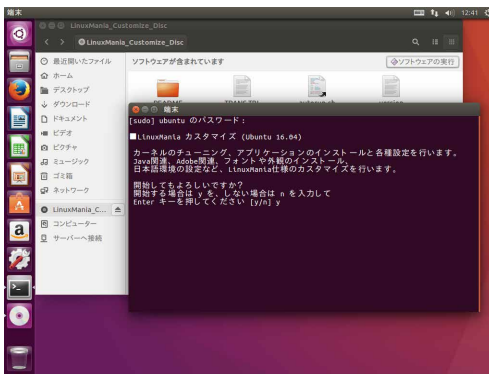 端末
12:41
LinuxMania_Customize_Disc
LinuxMania_Customize_Disc
最近開いたファイル
ホーム
デスクトップ
ダウンロード
ドキュメント
ビデオ
ピクチャ
ミュージック
ゴミ箱
ネットワーク
LinuxMania_C...
コンピューター
サーバーへ接続
ソフトウェアが含まれています
ソフトウェアの実行
端末
[sudo] ubuntu のパスワード:
■LinuxMania カスタマイズ (Ubuntu 16.04)
カーネルのチューニング、アプリケーションのインストールと各種設定を行います。
Java関連、Adobe関連、フォントや外観のインストール、
日本語環境の設定など、LinuxMania仕様のカスタマイズを行います。
開始してもよろしいですか?
開始する場合は y を、しない場合は n を入力して
Enter キーを押してください [y/n] y